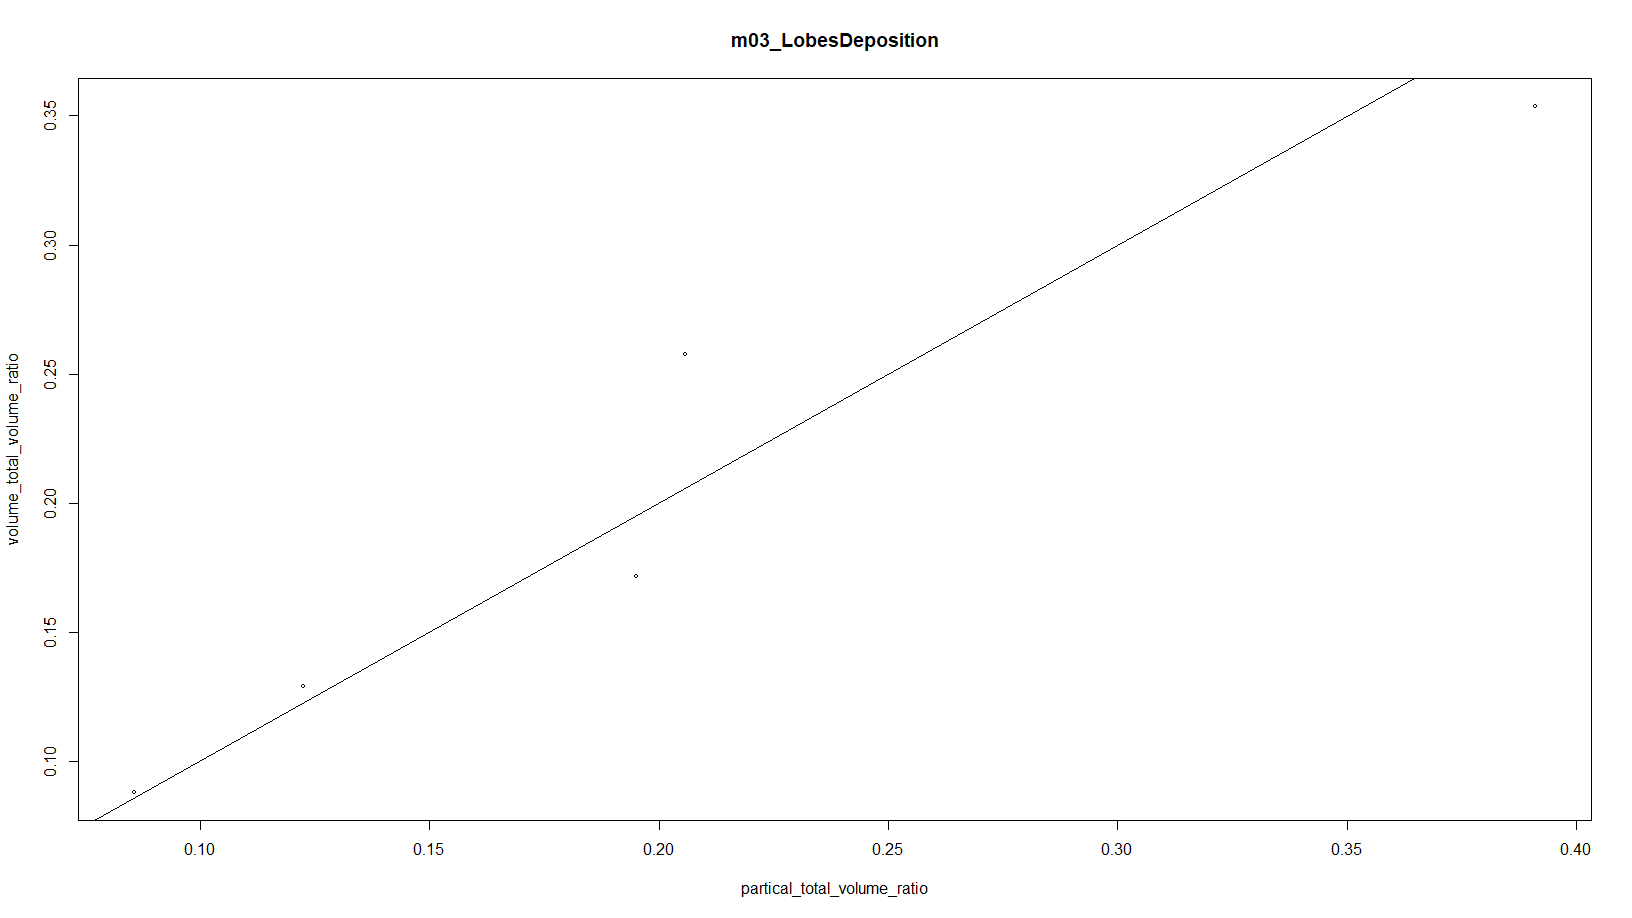 m03_LobesDeposition
0.35
0.30
0.25
0.20
0.15
0.10
volume_total_volume_ratio
0.10 0.15 0.20 0.25 0.30 0.35 0.40
partical_total_volume_ratio